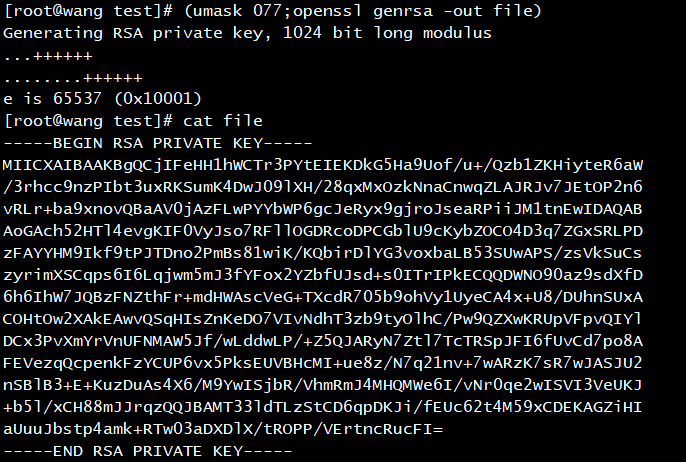 [root@wang test]# (umask 077;openssl genrsa -out file)
Generating RSA private key, 1024 bit long modulus
...++++++
........++++++
e is 65537 (0x10001)
[root@wang test]# cat file
-----BEGIN RSA PRIVATE KEY-----
MIICXAIBAAKBgQCjIFeHH1hWCTr3PYtEIEKDkG5Ha9Uof/u+/Qzb1ZKHiyteR6aW
/3rhcc9nzPIbt3uxRKSumK4DwJO9lXH/28qxMxOzkNnaCnwqZLAJRJv7JEtOP2n6
vRLr+ba9xnovQBaAV0jAzFLwPYYbWP6gcJeRyx9gjroJseaRPiiJM1tnEwIDAQAB
AoGAch52HTl4evgKIF0VyJso7RFllOGDRcoDPCGblU9cKybZOCO4D3q7ZGxSRLPD
zFAYYHM9Ikf9tPJTDno2PmBs81wiK/KQbirDlYG3voxbaLB53SUwAPS/zsVkSuCs
zyrimXSCqps6I6Lqjwm5mJ3fYFox2YZbfUJsd+s0ITrIPkECQQDWNO90az9sdXfD
6h6IhW7JQBzFNZthFr+mdHWAscVeG+TXcdR705b9ohVy1UyeCA4x+U8/DUhnSUxA
COHtOw2XAkEAwvQSqHIsZnKeDO7VIvNdhT3zb9tyOlhC/Pw9QZXwKRUpVFpvQIYl
DCx3PvXmYrVnUFNMAW5Jf/wLddwLP/+Z5QJARyN7Ztl7TcTRSpJFI6fUvCd7po8A
FEVezqQcpenkFzYCUP6vx5PksEUVBHcMI+ue8z/N7q21nv+7wARzK7sR7wJASJU2
nSBlB3+E+KuzDuAs4X6/M9YwISjbR/VhmRmJ4MHQMWe6I/vNr0qe2wISVI3VeUKJ
+b5l/xCH88mJJrqzQQJBAMT33ldTLzStCD6qpDKJi/fEUc62t4M59xCDEKAGZiHI
aUuuJbstp4amk+RTw03aDXDlX/tROPP/VErtncRucFI=
-----END RSA PRIVATE KEY-----